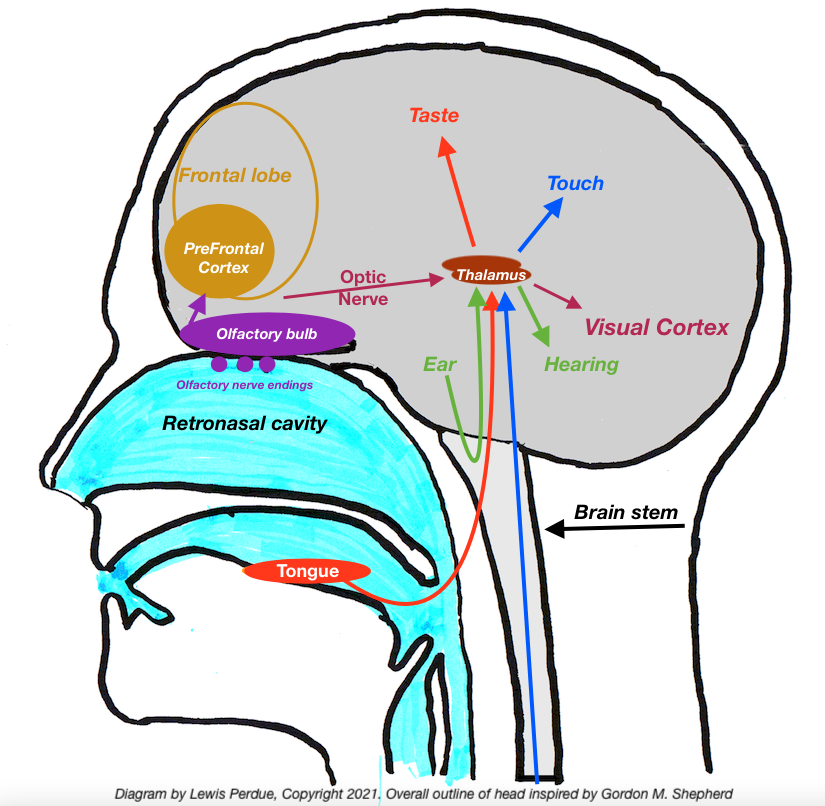 Taste
Frontal lobe
Touch
PreFrontal
Cortex
Optic
Nerve
Thalamus
Olfactory bulb
Visual Cortex
Ear
Hearing
Olfactory nerve endings
Retronasal cavity
Brain stem
Tongue
Diagram by Lewis Perdue, Copyright 2021. Overall outline of head inspired by Gordon M. Shepherd